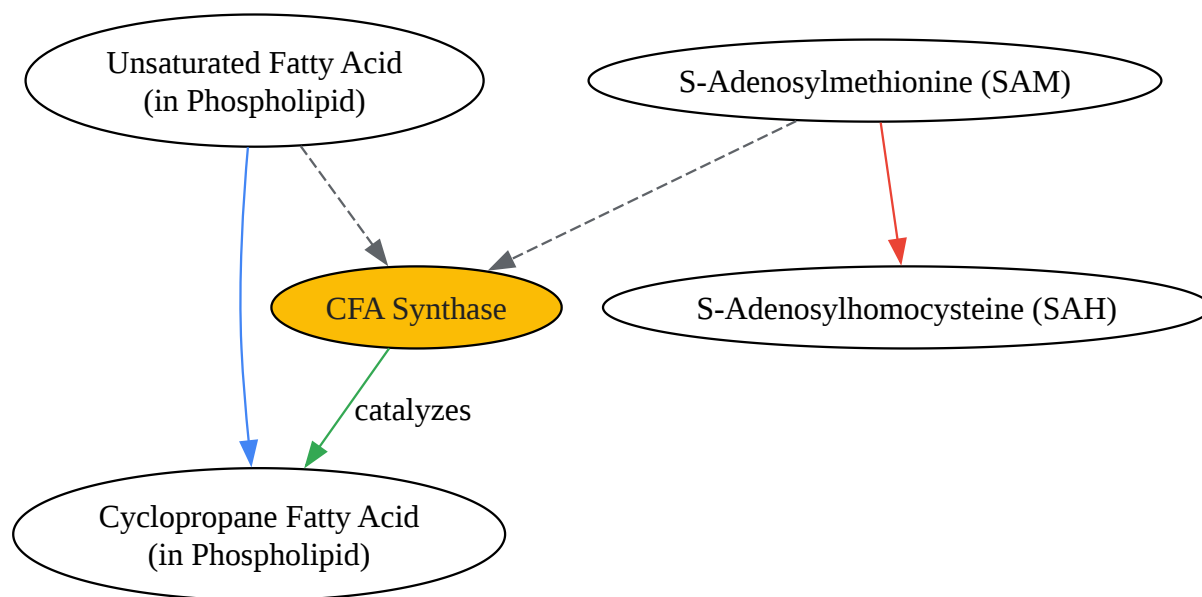 Unsaturated Fatty Acid
(in Phospholipid)
S-Adenosylmethionine (SAM)
CFA Synthase
S-Adenosylhomocysteine (SAH)
catalyzes
Cyclopropane Fatty Acid
(in Phospholipid)